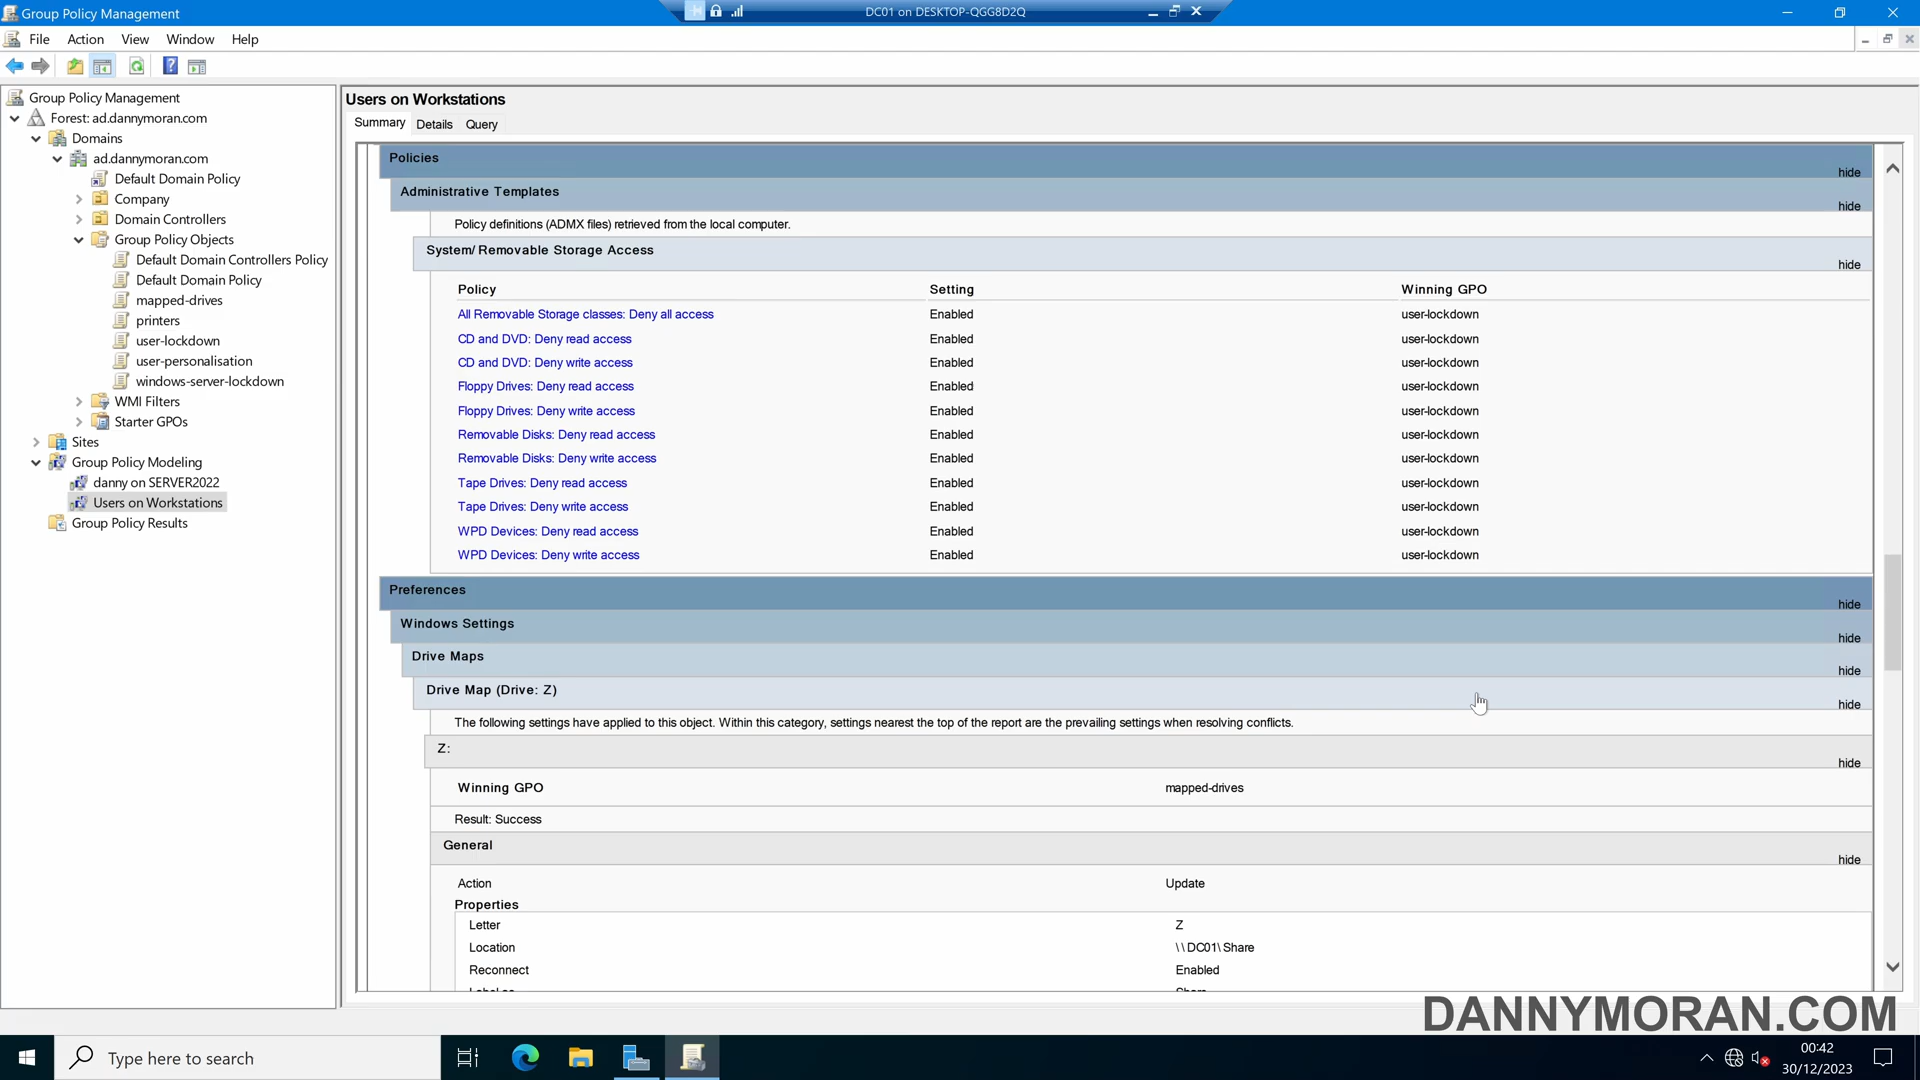 Group Policy Management
DC01 on DESKTOP-QGG8D2Q
File Action View Window Help
Group Policy Management
Forest: ad.dannymoran.com
Domains
ad.dannymoran.com
Default Domain Policy
Company
Domain Controllers
Group Policy Objects
Default Domain Controllers Policy
Default Domain Policy
mapped-drives
printers
user-lockdown
user-personalisation
windows-server-lockdown
WMI Filters
Starter GPOs
Sites
Group Policy Modeling
danny on SERVER2022
Users on Workstations
Group Policy Results
Users on Workstations
Summary Details Query
Policies
hide
Administrative Templates
hide
Policy definitions (ADMX files) retrieved from the local computer.
System/Removable Storage Access
hide
Policy Setting Winning GPO
All Removable Storage classes: Deny all access Enabled user-lockdown
CD and DVD: Deny read access Enabled user-lockdown
CD and DVD: Deny write access Enabled user-lockdown
Floppy Drives: Deny read access Enabled user-lockdown
Floppy Drives: Deny write access Enabled user-lockdown
Removable Disks: Deny read access Enabled user-lockdown
Removable Disks: Deny write access Enabled user-lockdown
Tape Drives: Deny read access Enabled user-lockdown
Tape Drives: Deny write access Enabled user-lockdown
WPD Devices: Deny read access Enabled user-lockdown
WPD Devices: Deny write access Enabled user-lockdown
Preferences
hide
Windows Settings
hide
Drive Maps
hide
Drive Map (Drive: Z)
hide
The following settings have applied to this object. Within this category, settings nearest the top of the report are the prevailing settings when resolving conflicts.
Z:
hide
Winning GPO mapped-drives
Result: Success
General
hide
Action Update
Properties
Letter Z
Location \\DC01\Share
Reconnect Enabled
DANNYMORAN.COM
Type here to search
00:42
30/12/2023